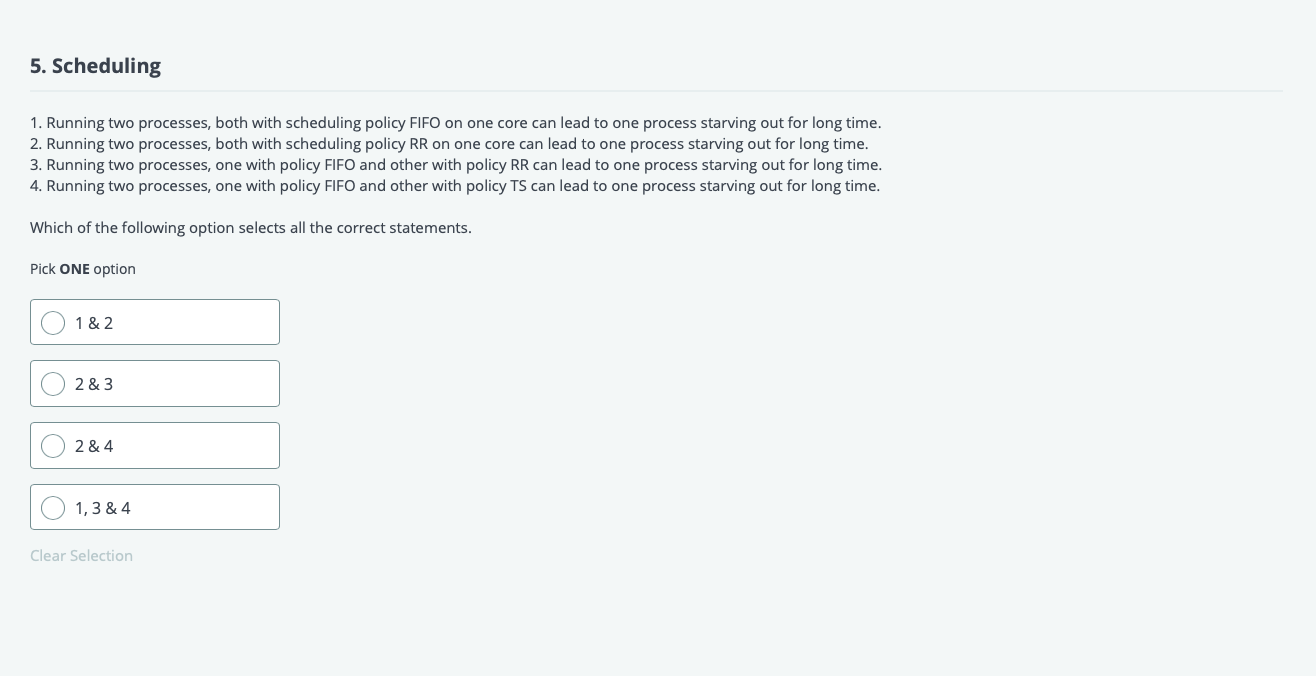 5. Scheduling
1. Running two processes, both with scheduling policy FIFO on one core can lead to one process starving out for long time.
2. Running two processes, both with scheduling policy RR on one core can lead to one process starving out for long time.
3. Running two processes, one with policy FIFO and other with policy RR can lead to one process starving out for long time.
4. Running two processes, one with policy FIFO and other with policy TS can lead to one process starving out for long time.
Which of the following option selects all the correct statements.
Pick ONE option
1 & 2
2 & 3
2 & 4
1, 3 & 4
Clear Selection